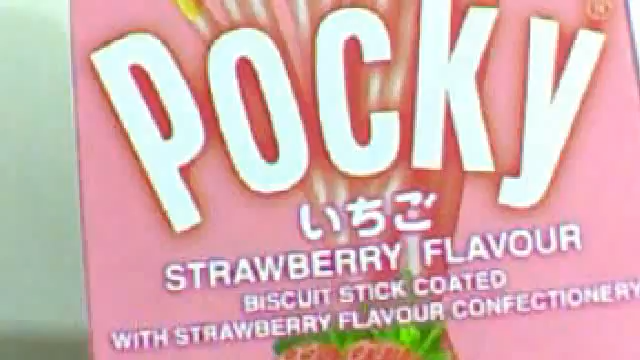 Pocky®
いちご
STRAWBERRY FLAVOUR
BISCUIT STICK COATED
WITH STRAWBERRY FLAVOUR CONFECTIONERY